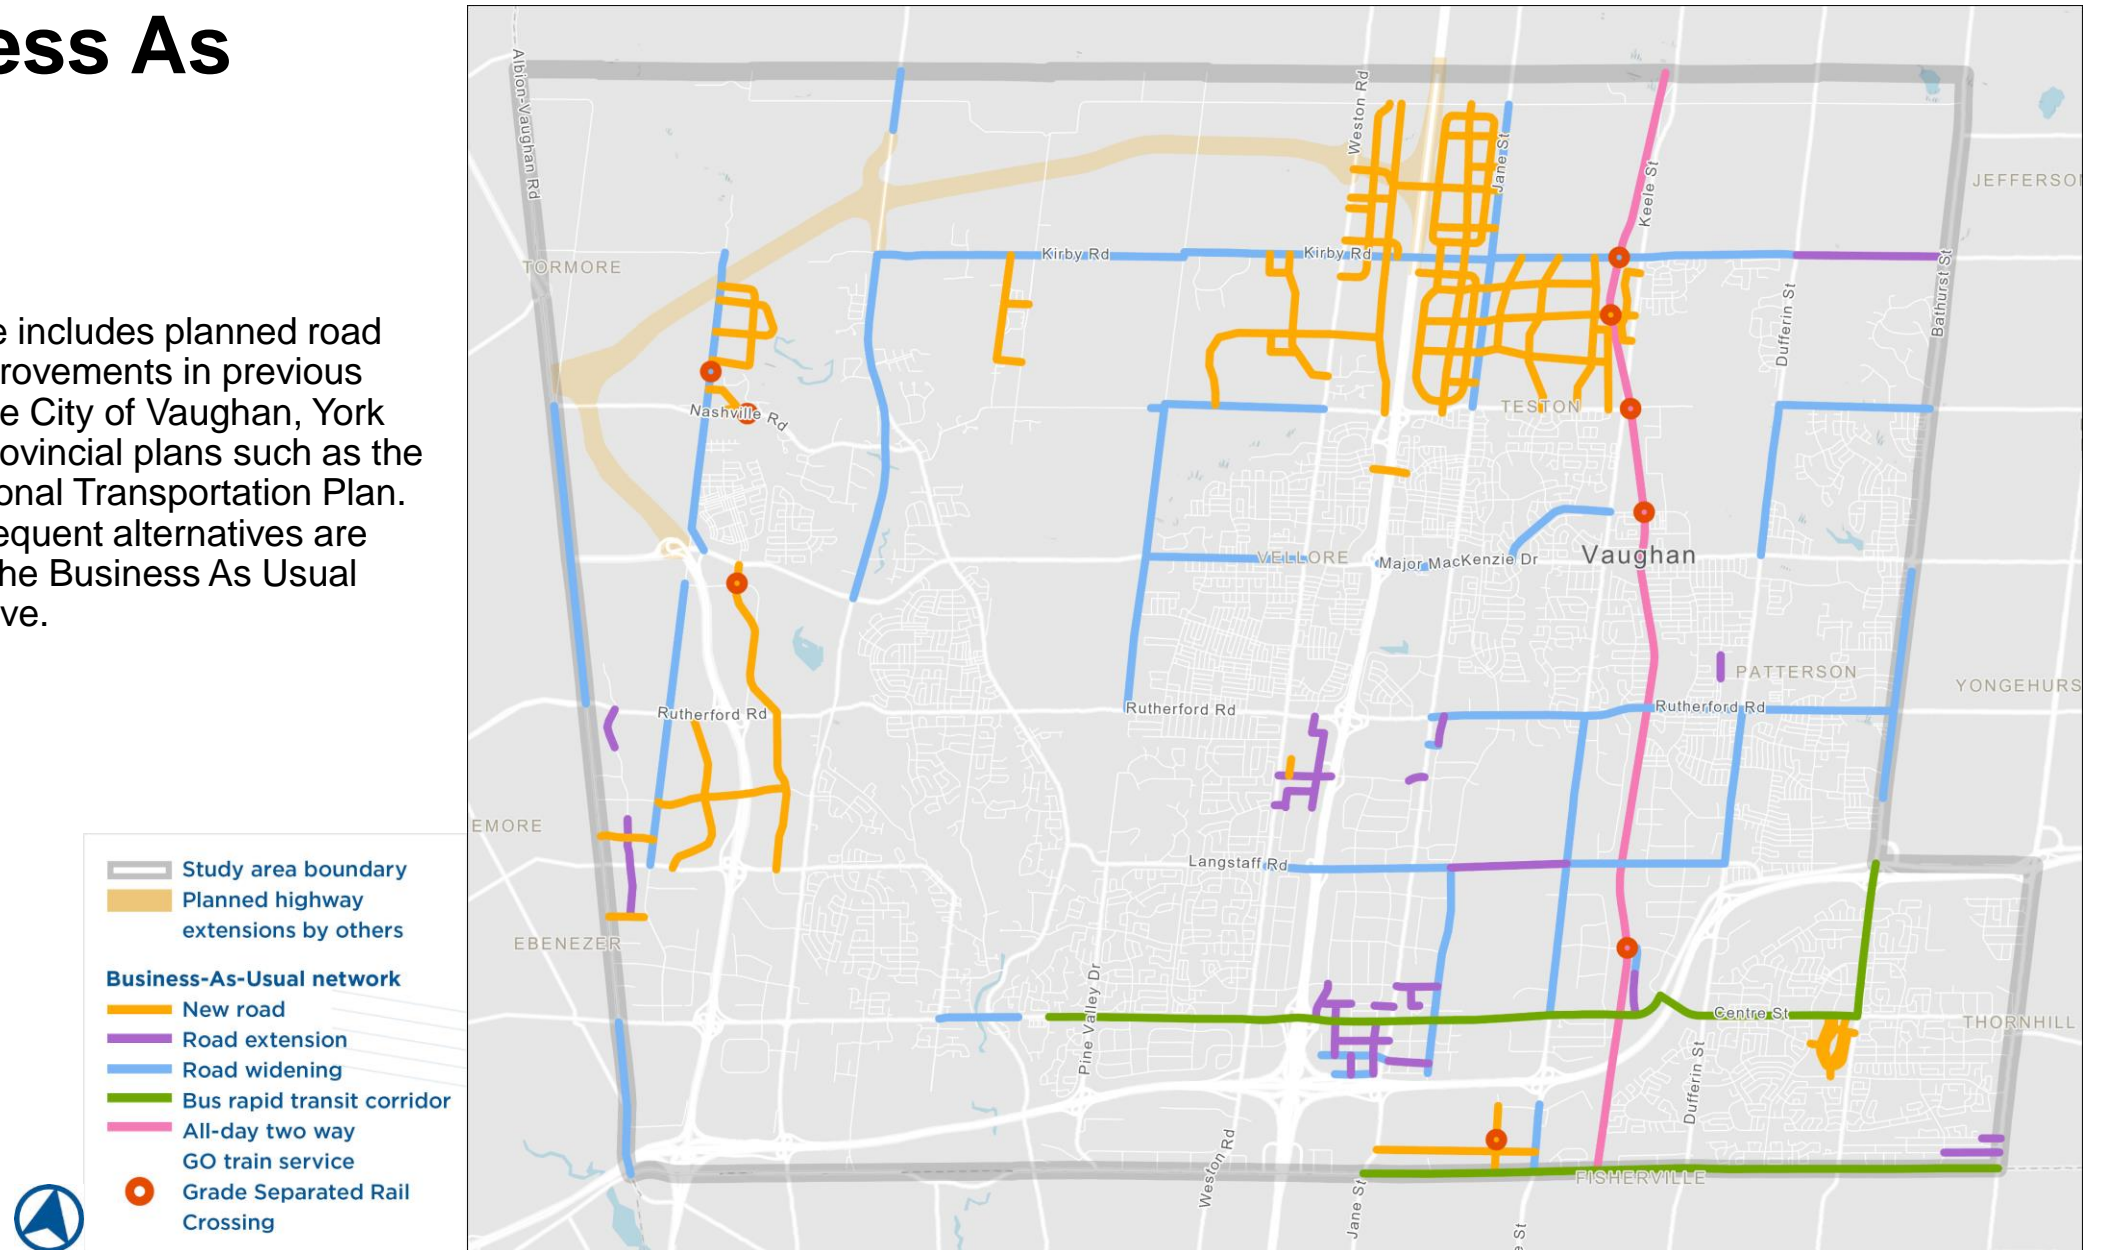 ess As
e includes planned road
rovements in previous
e City of Vaughan, York
rovincial plans such as the
onal Transportation Plan.
equent alternatives are
he Business As Usual
ve.
Study area boundary
Planned highway
extensions by others
Business-As-Usual network
New road
Road extension
Road widening
Bus rapid transit corridor
All-day two way
GO train service
Grade Separated Rail
Crossing
Albion-Vaughan Rd
Weston Rd
Jane St
Keele St
JEFFERSO
TORMORE
Kirby Rd
Kirby Rd
Dufferin St
Bathurst St
Nashville Rd
TESTON
VELLORE
Major MacKenzie Dr
Vaughan
PATTERSON
YONGEHURS
Rutherford Rd
Rutherford Rd
Rutherford Rd
EMORE
Langstaff Rd
EBENEZER
Pine Valley Dr
Centre St
THORNHILL
Dufferin St
Weston Rd
Jane St
FISHERVILLE
e St